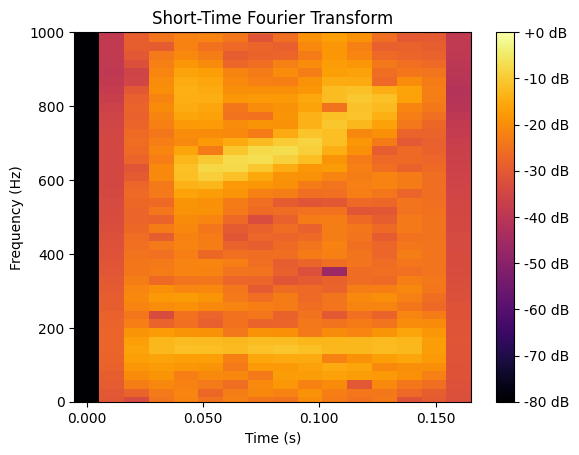 Short-Time Fourier Transform
1000
800
600
400
200
0
Frequency (Hz)
0.000
0.050
0.100
0.150
Time (s)
+0 dB
-10 dB
-20 dB
-30 dB
-40 dB
-50 dB
-60 dB
-70 dB
-80 dB